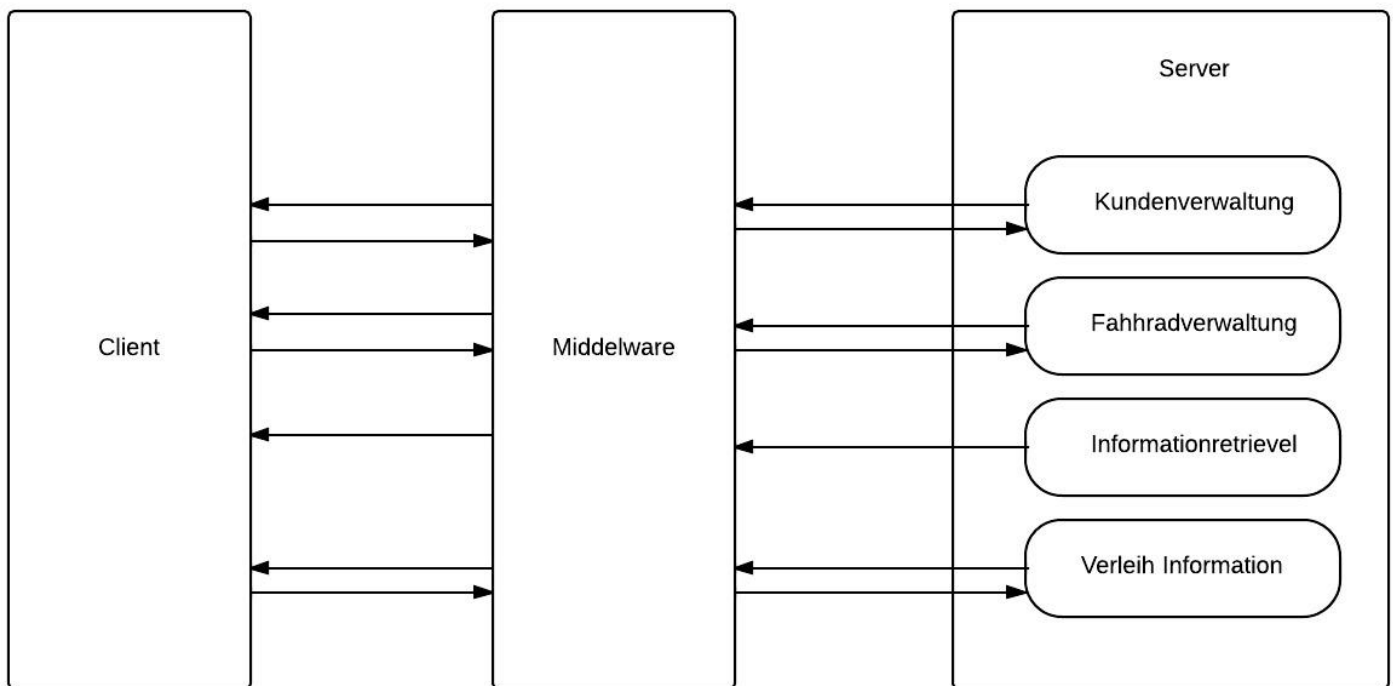 Server
Kundenverwaltung
Fahhradverwaltung
Client
Middelware
Informationretrievel
Verleih Information